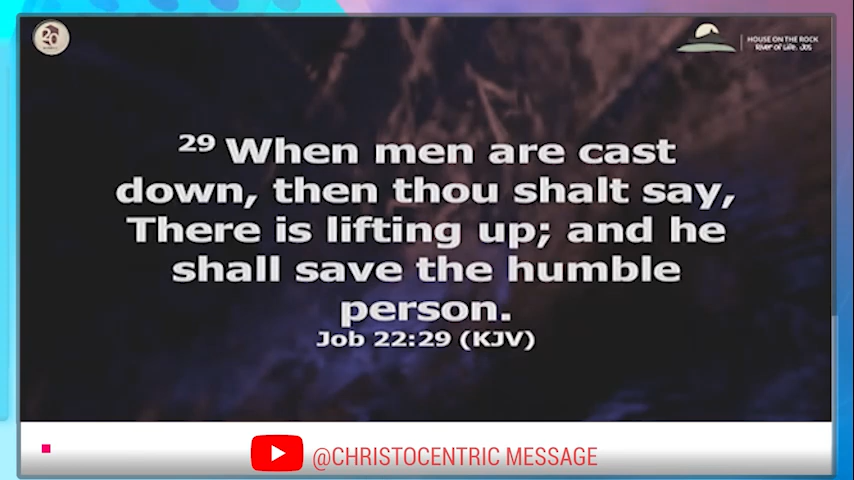 20
HOUSE ON THE ROCK
River of Life, Jos
29 When men are cast
down, then thou shalt say,
There is lifting up; and he
shall save the humble
person.
Job 22:29 (KJV)
@CHRISTOCENTRIC MESSAGE